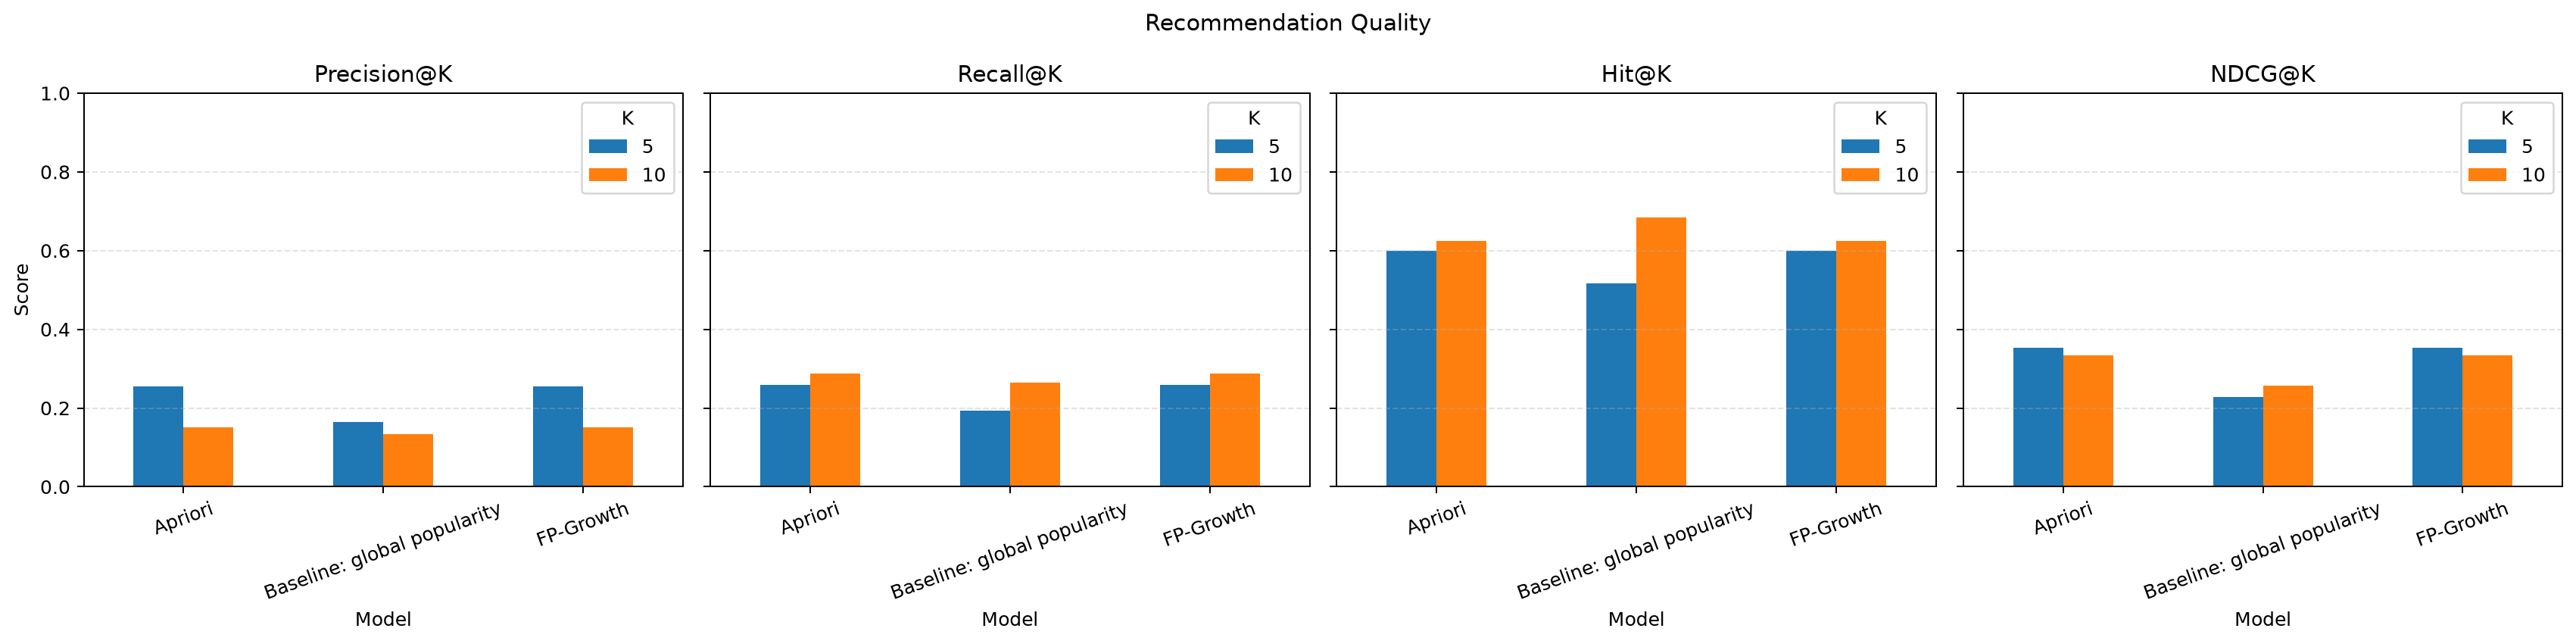 Recommendation Quality
Precision@K
Score
1.0
0.8
0.6
0.4
0.2
0.0
K
5
10
Apriori
Baseline: global popularity
FP-Growth
Model
Recall@K
K
5
10
Apriori
Baseline: global popularity
FP-Growth
Model
Hit@K
K
5
10
Apriori
Baseline: global popularity
FP-Growth
Model
NDCG@K
K
5
10
Apriori
Baseline: global popularity
FP-Growth
Model